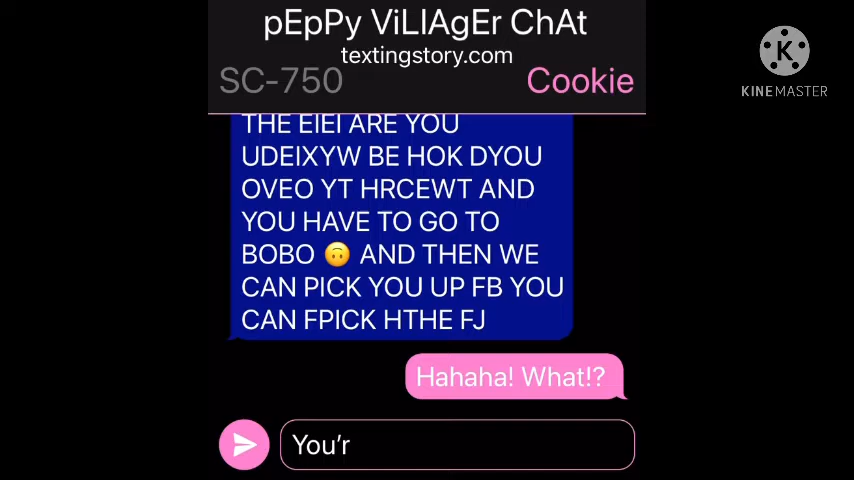 pEpPy ViLlAgEr ChAt
textingstory.com
SC-750
Cookie
K
KINEMASTER
THE EIEI ARE YOU
UDEIXYW BE HOK DYOU
OVEO YT HRCEWT AND
YOU HAVE TO GO TO
BOBO 🙃 AND THEN WE
CAN PICK YOU UP FB YOU
CAN FPICK HTHE FJ
Hahaha! What!?
You’r